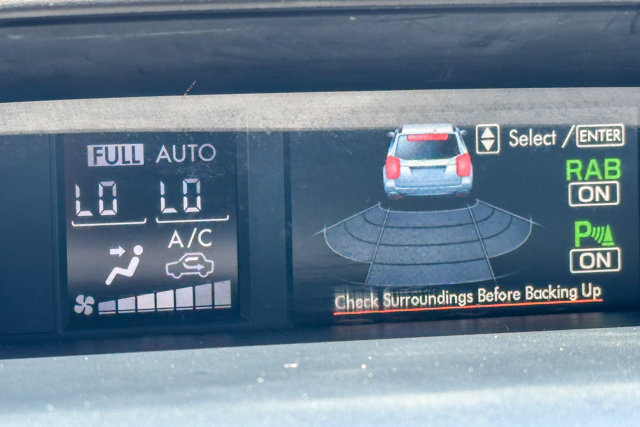 FULL AUTO
LO LO
A/C
Select / ENTER
RAB
ON
P
ON
Check Surroundings Before Backing Up